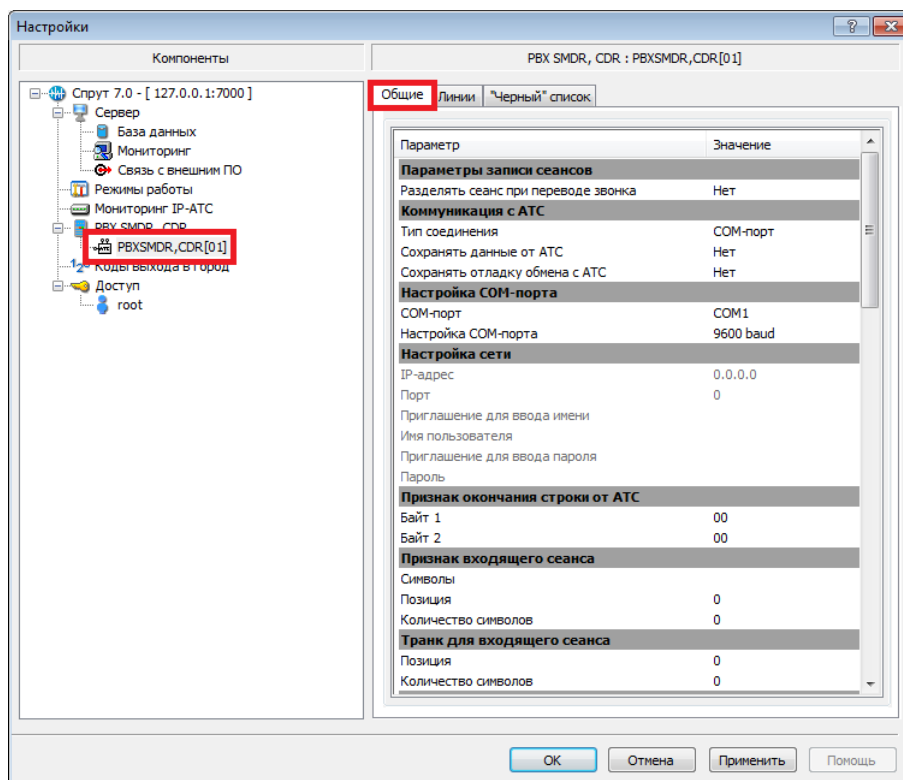 Настройки
Компоненты
PBX SMDR, CDR : PBXSMDR,CDR[01]
Спрут 7.0 - [ 127.0.0.1:7000 ]
Сервер
База данных
Мониторинг
Связь с внешним ПО
Режимы работы
Мониторинг IP-АТС
PBX SMDR, CDR
PBXSMDR,CDR[01]
Коды выхода в город
Доступ
root
Общие Линии "Черный" список
Параметр Значение
Параметры записи сеансов
Разделять сеанс при переводе звонка Нет
Коммуникация с АТС
Тип соединения COM-порт
Сохранять данные от АТС Нет
Сохранять отладку обмена с АТС Нет
Настройка COM-порта
COM-порт COM1
Настройка COM-порта 9600 baud
Настройка сети
IP-адрес 0.0.0.0
Порт 0
Приглашение для ввода имени
Имя пользователя
Приглашение для ввода пароля
Пароль
Признак окончания строки от АТС
Байт 1 00
Байт 2 00
Признак входящего сеанса
Символы
Позиция 0
Количество символов 0
Транк для входящего сеанса
Позиция 0
Количество символов 0
OK Отмена Применить Помощь